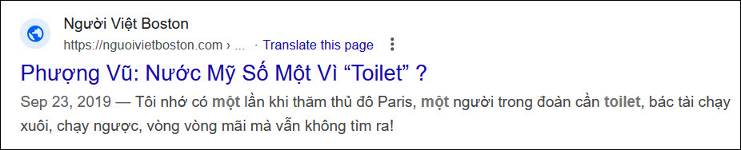 Người Việt Boston
https://nguoivietboston.com › ... · Translate this page
Phượng Vũ: Nước Mỹ Số Một Vì “Toilet” ?
Sep 23, 2019 — Tôi nhớ có một lần khi thăm thủ đô Paris, một người trong đoàn cần toilet, bác tài chạy
xuôi, chạy ngược, vòng vòng mãi mà vẫn không tìm ra!